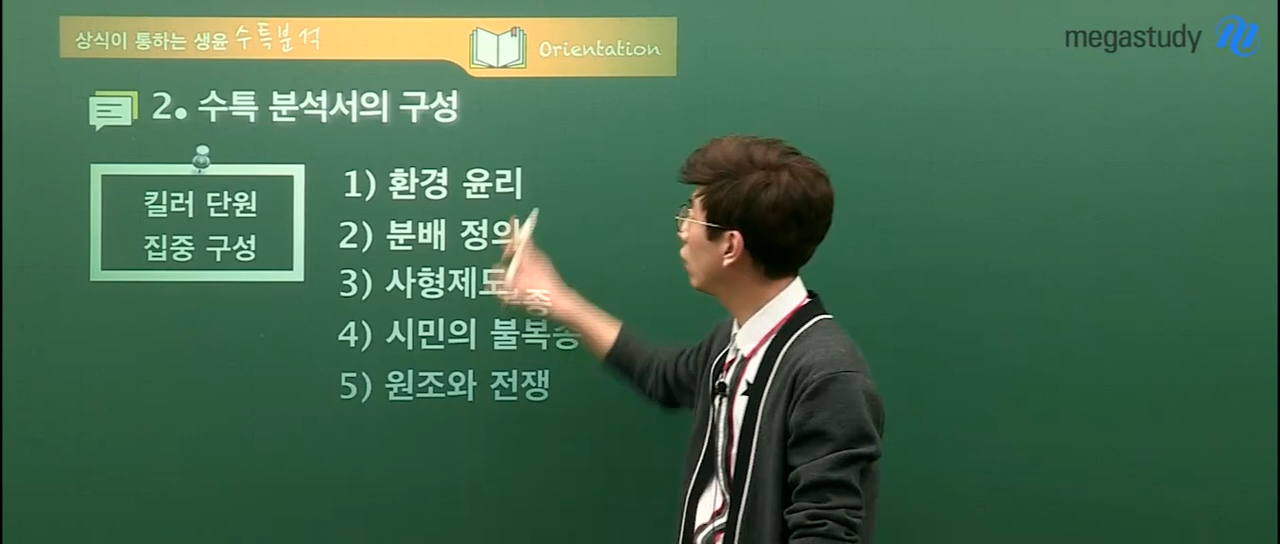 상식이 통하는 생윤 수특분석
Orientation
megastudy
2. 수특 분석서의 구성
킬러 단원
집중 구성
1) 환경 윤리
2) 분배 정의
3) 사형제도
4) 시민의 불복종
5) 원조와 전쟁